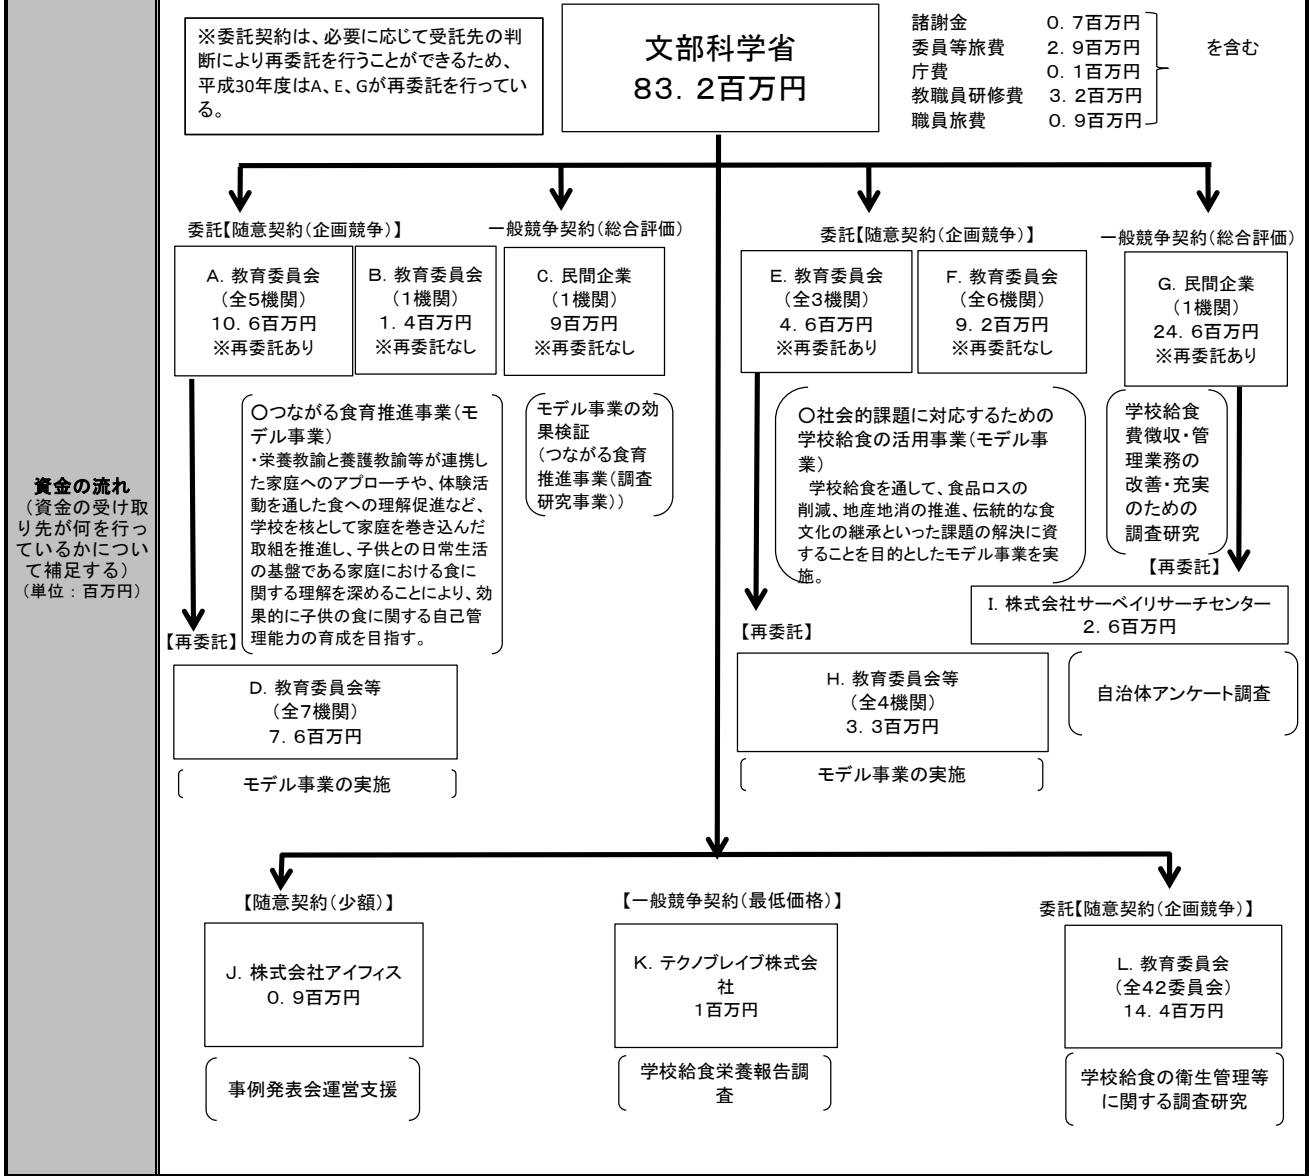 資金の流れ
（資金の受け取
り先が何を行っ
ているかについ
て補足する）
（単位：百万円）
※委託契約は、必要に応じて受託先の判
断により再委託を行うことができるため、
平成30年度はA、E、Gが再委託を行ってい
る。
文部科学省
８３．２百万円
諸謝金　０．７百万円
委員等旅費　２．９百万円
庁費　０．１百万円
教職員研修費　３．２百万円
職員旅費　０．９百万円
を含む
委託【随意契約（企画競争）】
A．教育委員会
（全５機関）
１０．６百万円
※再委託あり
B．教育委員会
（１機関）
１．４百万円
※再委託なし
一般競争契約（総合評価）
C．民間企業
（１機関）
９百万円
※再委託なし
委託【随意契約（企画競争）】
E．教育委員会
（全３機関）
４．６百万円
※再委託あり
F．教育委員会
（全６機関）
９．２百万円
※再委託なし
一般競争契約（総合評価）
G．民間企業
（１機関）
２４．６百万円
※再委託あり
○つながる食育推進事業（モ
デル事業）
・栄養教諭と養護教諭等が連携し
た家庭へのアプローチや、体験活
動を通した食への理解促進など、
学校を核として家庭を巻き込んだ
取組を推進し、子供との日常生活
の基盤である家庭における食に
関する理解を深めることにより、効
果的に子供の食に関する自己管
理能力の育成を目指す。
モデル事業の効
果検証
（つながる食育
推進事業（調査
研究事業））
○社会的課題に対応するための
学校給食の活用事業（モデル事
業）
学校給食を通して、食品ロスの
削減、地産地消の推進、伝統的な食
文化の継承といった課題の解決に資
することを目的としたモデル事業を実
施。
学校給食
費徴収・管
理業務の
改善・充実
のための
調査研究
【再委託】
I．株式会社サーベイリサーチセンター
２．６百万円
自治体アンケート調査
【再委託】
D．教育委員会等
（全７機関）
７．６百万円
モデル事業の実施
【再委託】
H．教育委員会等
（全４機関）
３．３百万円
モデル事業の実施
【随意契約（少額）】
J．株式会社アイフィス
０．９百万円
事例発表会運営支援
【一般競争契約（最低価格）】
K．テクノブレイブ株式会
社
１百万円
学校給食栄養報告調
査
委託【随意契約（企画競争）】
L．教育委員会
（全４２委員会）
１４．４百万円
学校給食の衛生管理等
に関する調査研究